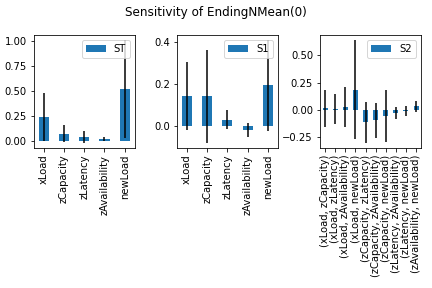 Sensitivity of EndingNMean(0)
1.00
0.75
0.50
0.25
0.00
ST
xLoad
zCapacity
zLatency
zAvailability
newLoad
0.4
0.2
0.0
S1
xLoad
zCapacity
zLatency
zAvailability
newLoad
0.50
0.25
0.00
−0.25
S2
(xLoad, zCapacity)
(xLoad, zLatency)
(xLoad, zAvailability)
(xLoad, newLoad)
(zCapacity, zLatency)
(zCapacity, zAvailability)
(zCapacity, newLoad)
(zLatency, zAvailability)
(zLatency, newLoad)
(zAvailability, newLoad)